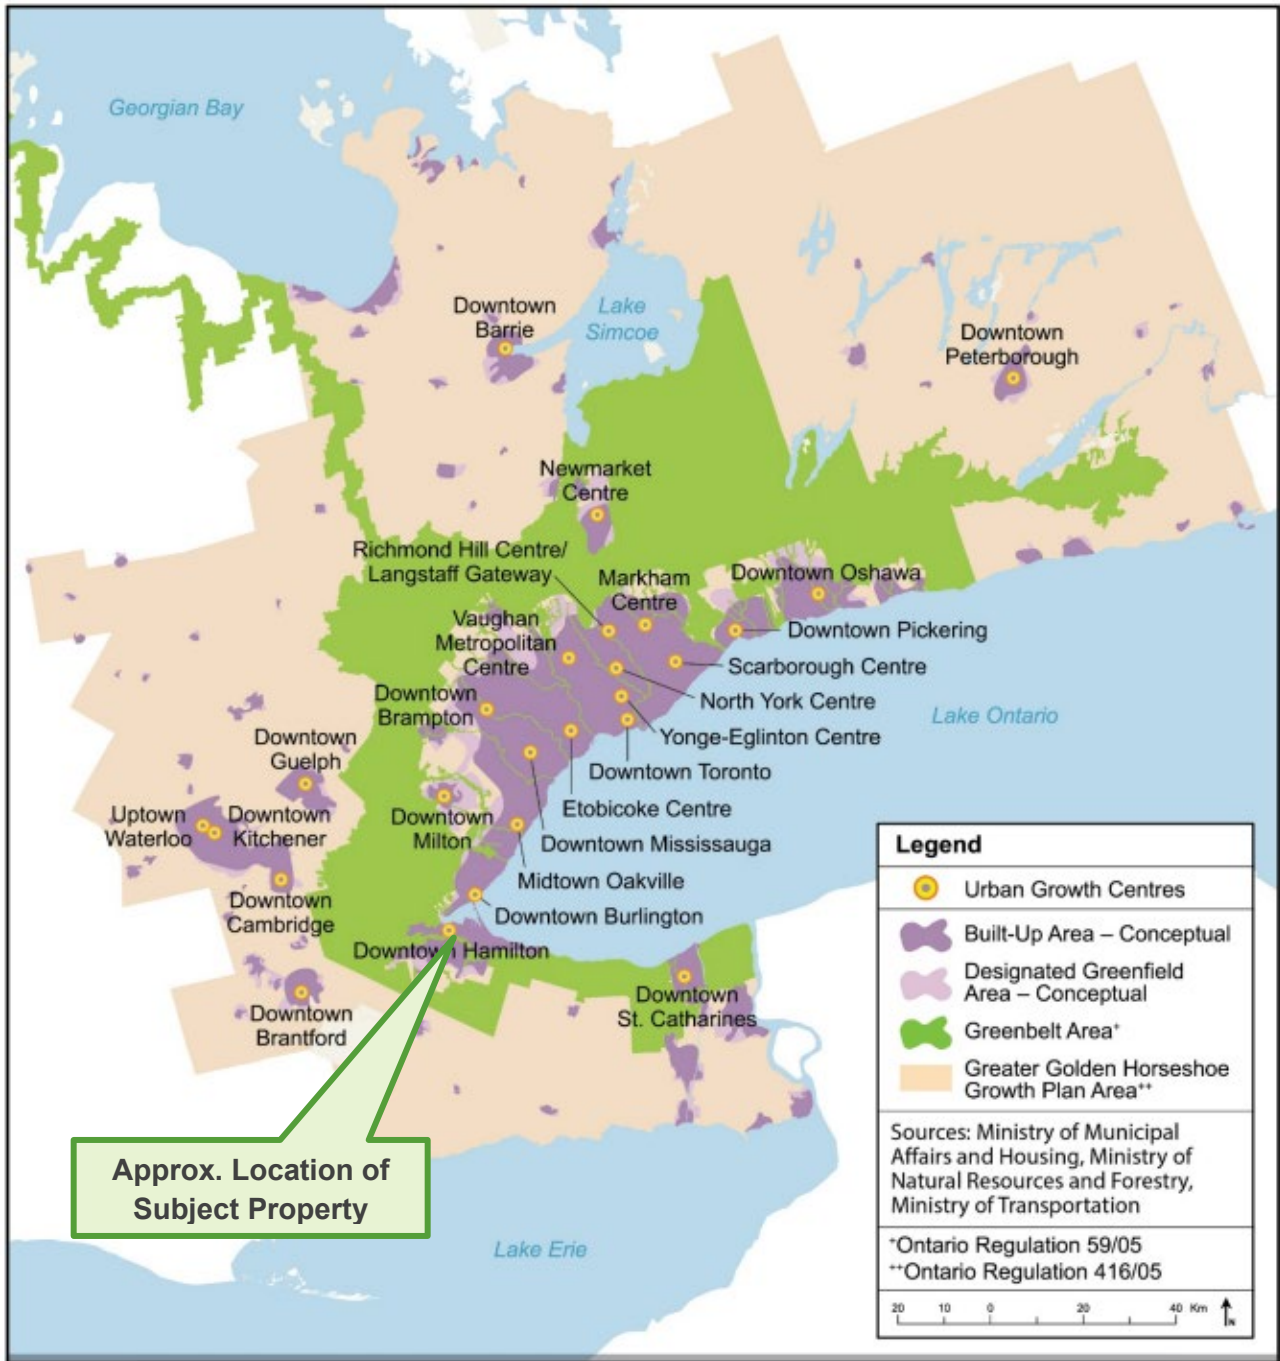 Georgian Bay
Downtown
Barrie
Lake
Simcoe
Downtown
Peterborough
Newmarket
Centre
Richmond Hill Centre/
Langstaff Gateway
Markham
Centre
Downtown Oshawa
Vaughan
Metropolitan
Centre
Downtown Pickering
Scarborough Centre
Downtown
Brampton
North York Centre
Lake Ontario
Yonge-Eglinton Centre
Downtown
Guelph
Downtown Toronto
Etobicoke Centre
Uptown
Waterloo
Downtown
Kitchener
Downtown
Milton
Downtown Mississauga
Midtown Oakville
Downtown
Cambridge
Downtown Burlington
Downtown Hamilton
Downtown
St. Catharines
Downtown
Brantford
Approx. Location of
Subject Property
Lake Erie
Legend
Urban Growth Centres
Built-Up Area – Conceptual
Designated Greenfield
Area – Conceptual
Greenbelt Area+
Greater Golden Horseshoe
Growth Plan Area++
Sources: Ministry of Municipal
Affairs and Housing, Ministry of
Natural Resources and Forestry,
Ministry of Transportation
+Ontario Regulation 59/05
++Ontario Regulation 416/05
20 10 0 20 40 Km
N